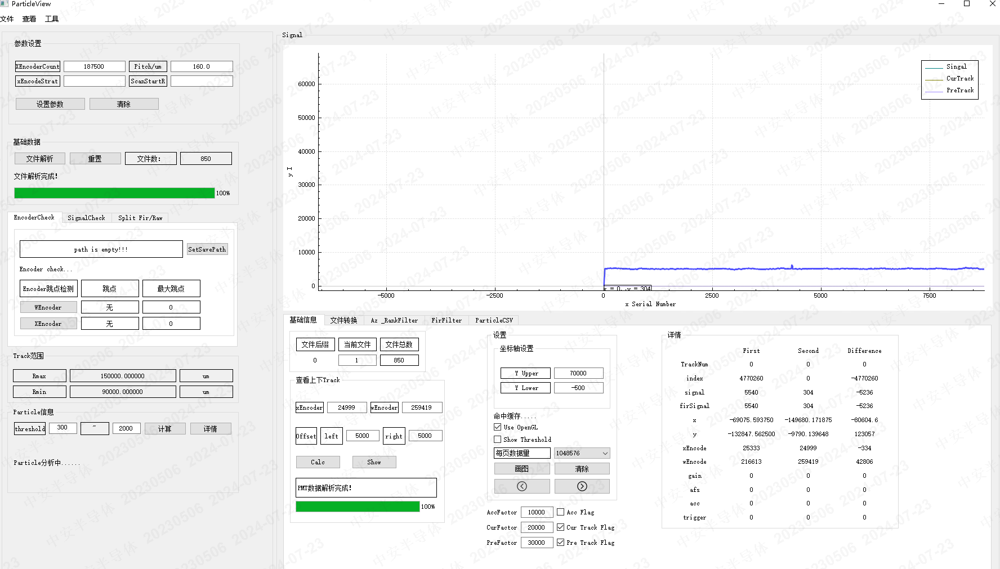 ParticleView
文件 查看 工具
参数设置
XEncoderCount 187500 Pitch/um 160.0
xEncodeStrat ScanStartR
设置参数 清除
基础数据
文件解析 重置 文件数: 850
文件解析完成!
100%
EncoderCheck SignalCheck Split Fir/Raw
path is empty!!! SetSavePath
Encoder check...
Encoder跳点检测 跳点 最大跳点
WEncoder 无 0
XEncoder 无 0
Track范围
Rmax 150000.000000 um
Rmin 90000.000000 um
Particle信息
threshold 300 ~ 2000 计算 详情
Particle分析中......
Signal
Singal
CurTrack
PreTrack
60000
50000
40000
30000
20000
10000
0
y I
x = 0, y = 304
-5000 -2500 0 2500 5000 7500
x Serial Number
基础信息 文件转换 Az _RankFilter FirFilter ParticleCSV
文件后缀 当前文件 文件总数
0 1 850
查看上下Track
xEncoder 24999 wEncoder 259419
Offset left 5000 right 5000
Calc Show
PMT数据解析完成!
100%
设置
坐标轴设置
Y Upper 70000
Y Lower -500
命中缓存.....
Use OpenGL
Show Threshold
每页数据量 1048576
画图 清除
AccFactor 10000 Acc Flag
CurFactor 20000 Cur Track Flag
PreFactor 30000 Pre Track Flag
详情
First Second Difference
TrackNum 0 0 0
index 4770260 0 -4770260
signal 5540 304 -5236
firSignal 5540 304 -5236
x -69075.593750 -149680.171875 -80604.6
y -132847.562500 -9790.139648 123057
xEncode 25333 24999 -334
wEncode 216613 259419 42806
gain 0 0 0
afs 0 0 0
acc 0 0 0
trigger 0 0 0
中安半导体 20230506 2024-07-23